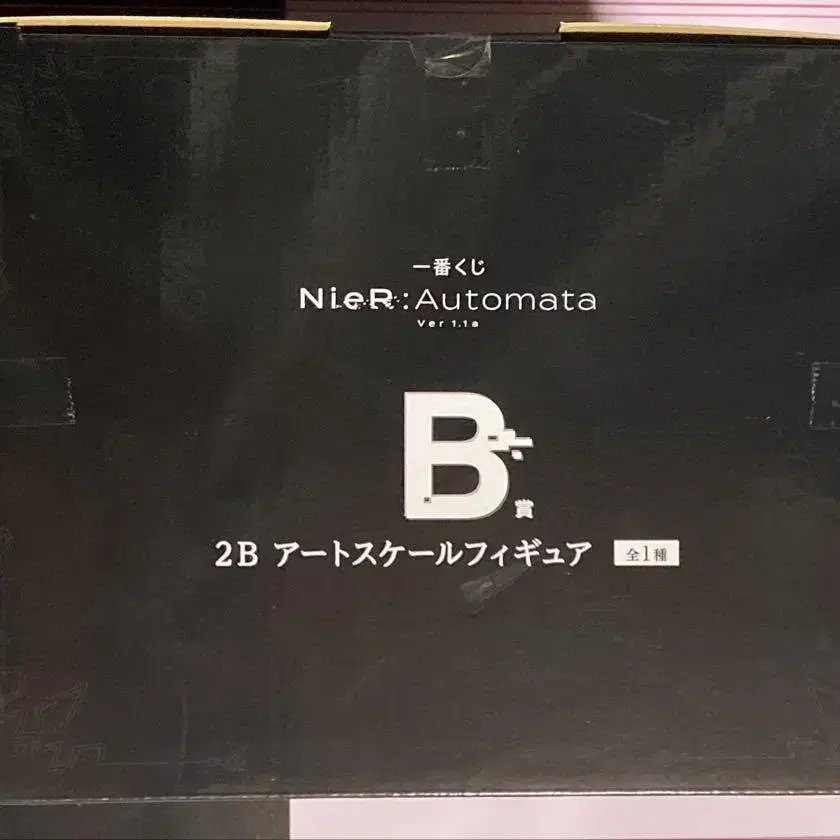 一番くじ
NieR:Automata
Ver 1.1a
B賞
2B アートスケールフィギュア 全1種